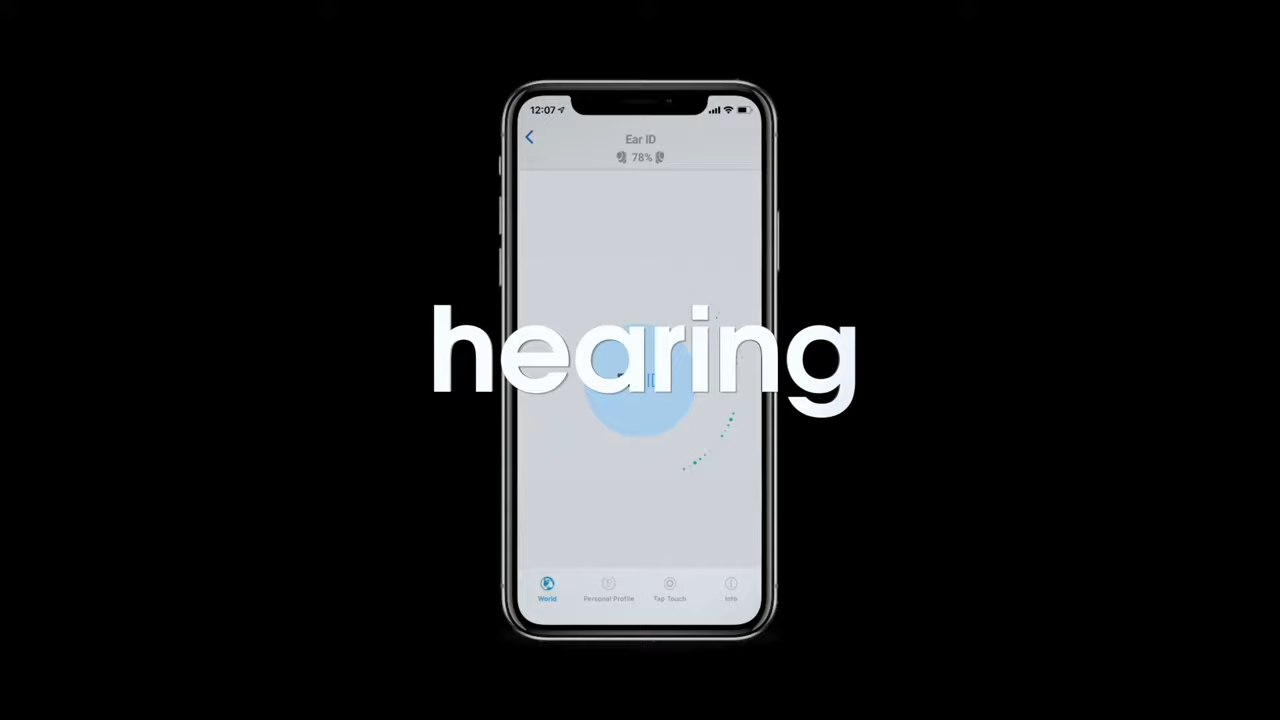 12:07
Ear ID
78%
hearing
World
Personal Profile
Tap Touch
Info